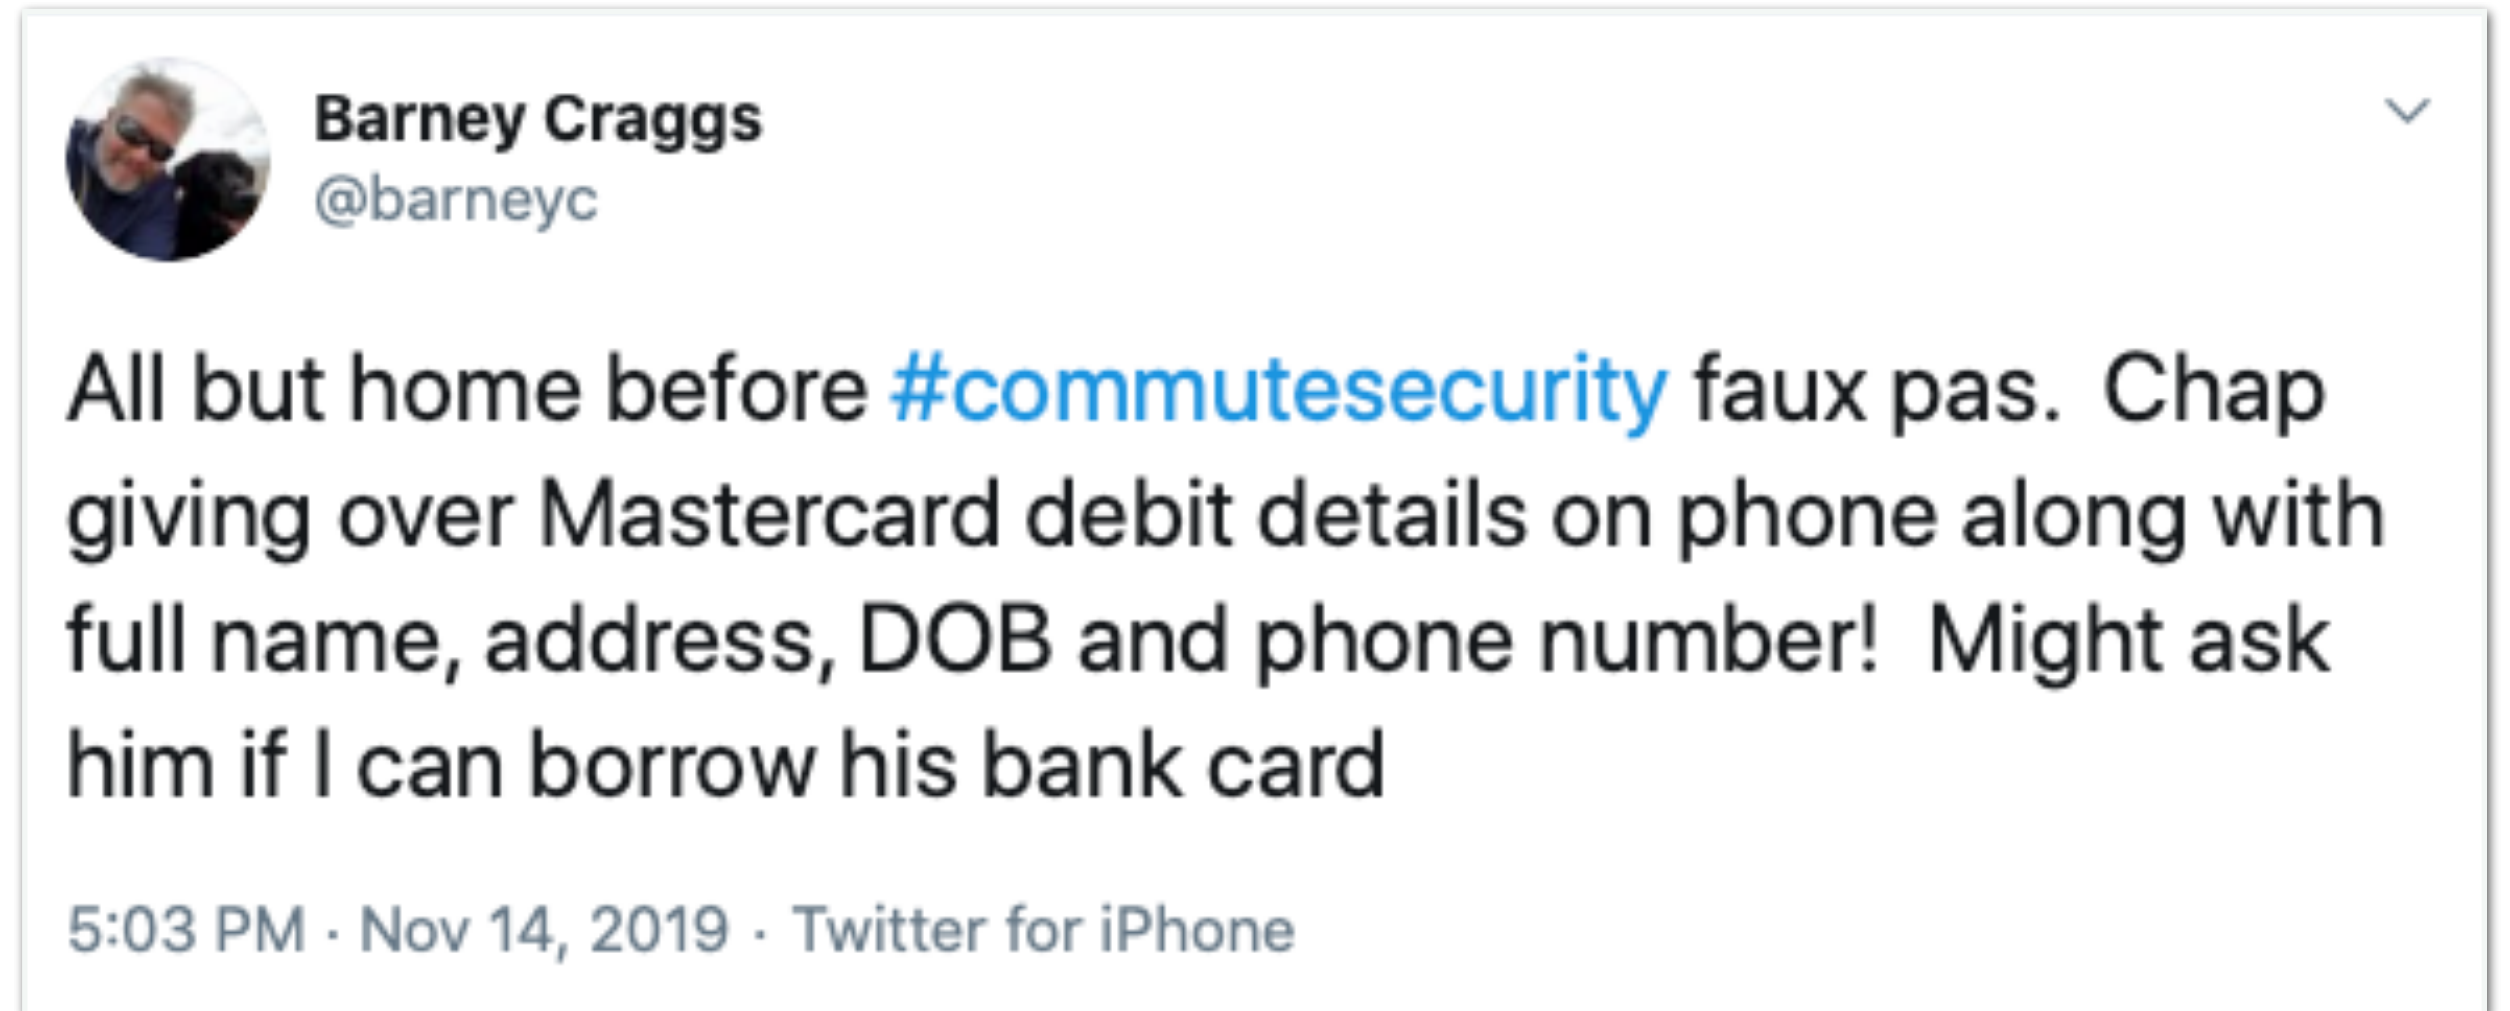 Barney Craggs
@barneyc
All but home before #commutesecurity faux pas.  Chap
giving over Mastercard debit details on phone along with
full name, address, DOB and phone number!  Might ask
him if I can borrow his bank card
5:03 PM · Nov 14, 2019 · Twitter for iPhone